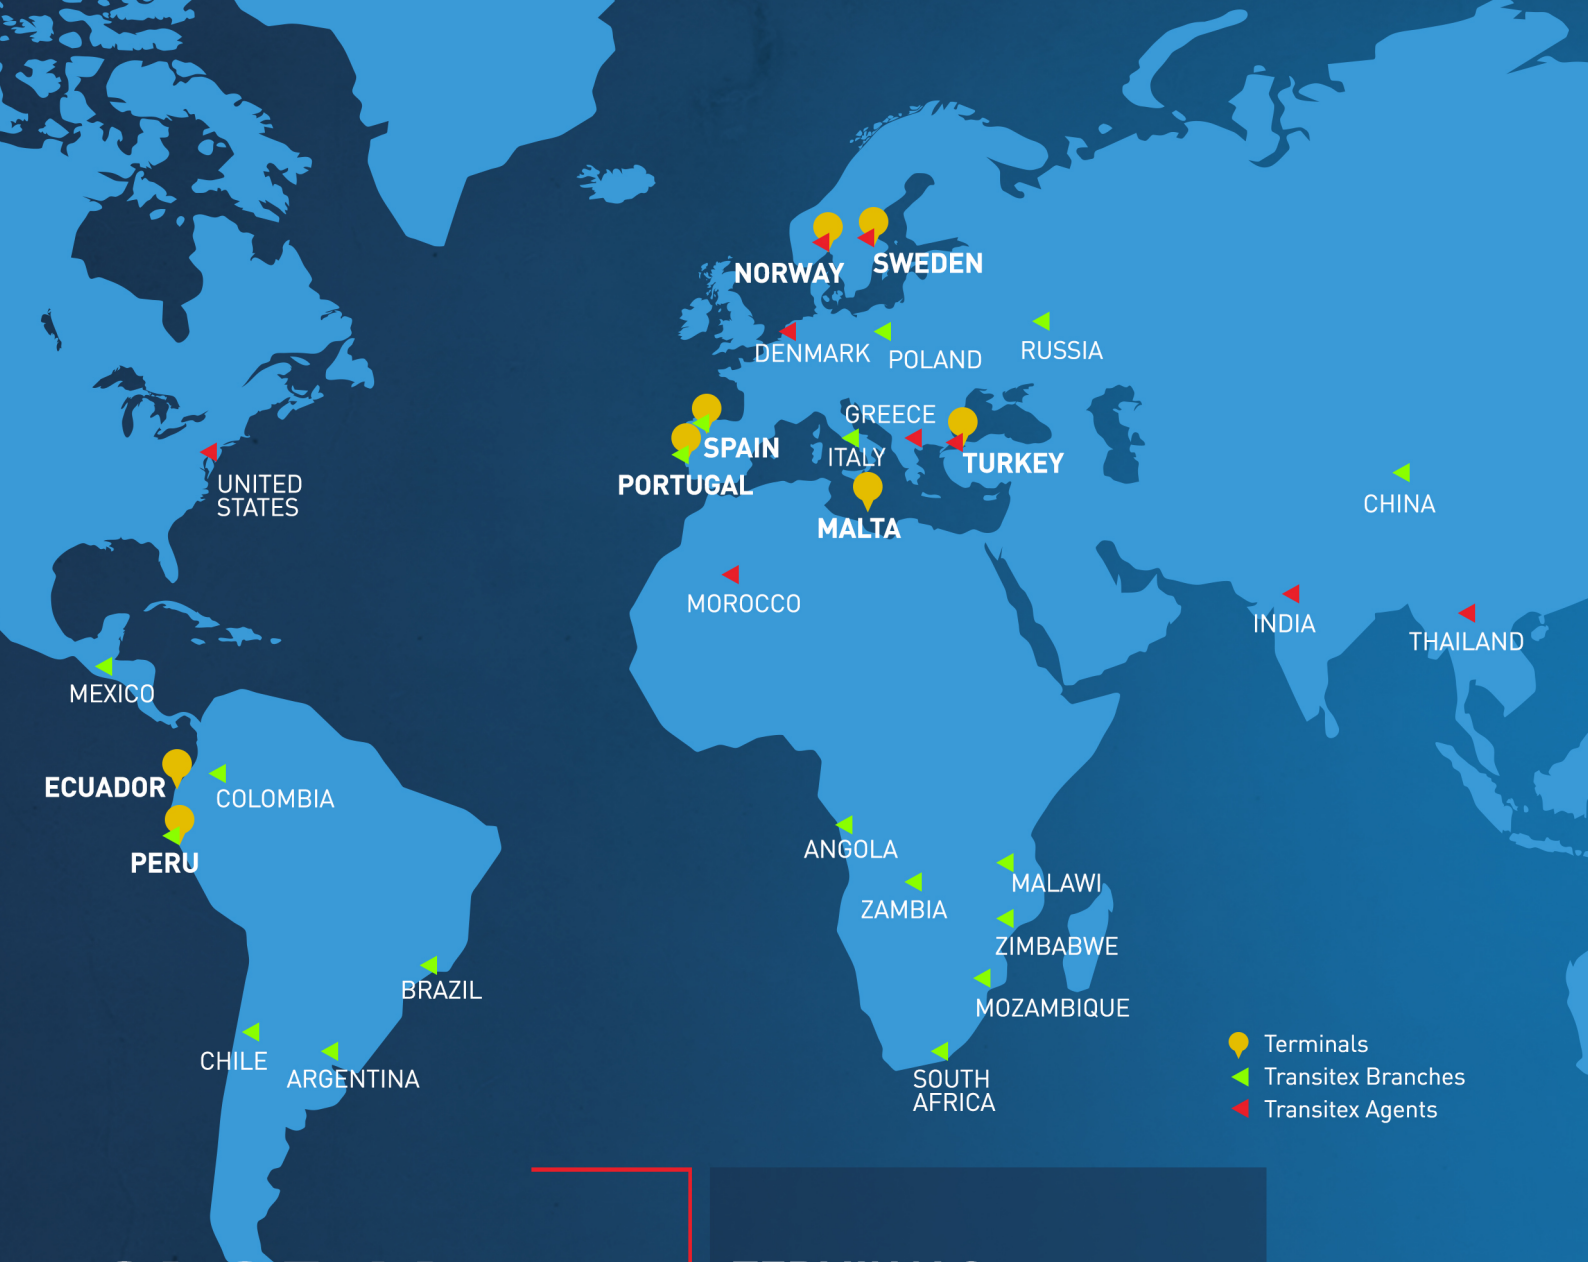 NORWAY
SWEDEN
DENMARK
POLAND
RUSSIA
GREECE
SPAIN
ITALY
TURKEY
PORTUGAL
UNITED
STATES
CHINA
MALTA
MOROCCO
INDIA
THAILAND
MEXICO
ECUADOR
COLOMBIA
PERU
ANGOLA
MALAWI
ZAMBIA
ZIMBABWE
BRAZIL
MOZAMBIQUE
CHILE
ARGENTINA
SOUTH
AFRICA
Terminals
Transitex Branches
Transitex Agents